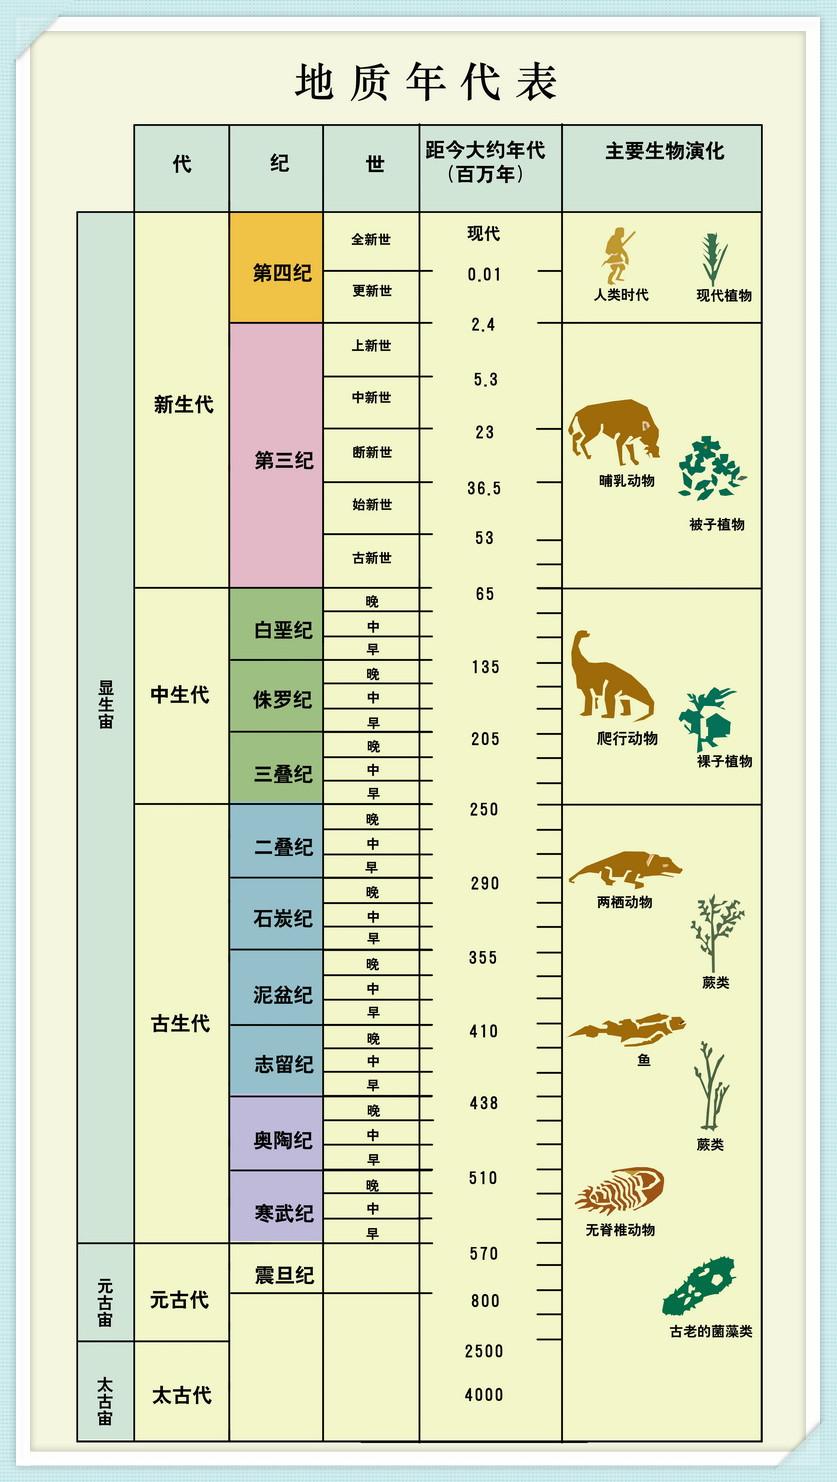 地质年代表
代
纪
世
距今大约年代
(百万年)
主要生物演化
显生宙
新生代
第四纪
全新世
现代
0.01
更新世
2.4
人类时代
现代植物
第三纪
上新世
5.3
中新世
23
断新世
36.5
始新世
53
古新世
65
哺乳动物
被子植物
中生代
白垩纪
晚
中
早
135
侏罗纪
晚
中
早
205
三叠纪
晚
中
早
250
爬行动物
裸子植物
古生代
二叠纪
晚
中
早
290
石炭纪
晚
中
早
355
泥盆纪
晚
中
早
410
志留纪
晚
中
早
438
奥陶纪
晚
中
早
510
寒武纪
晚
中
早
570
两栖动物
蕨类
鱼
蕨类
无脊椎动物
元古宙
元古代
震旦纪
800
2500
古老的菌藻类
太古宙
太古代
4000